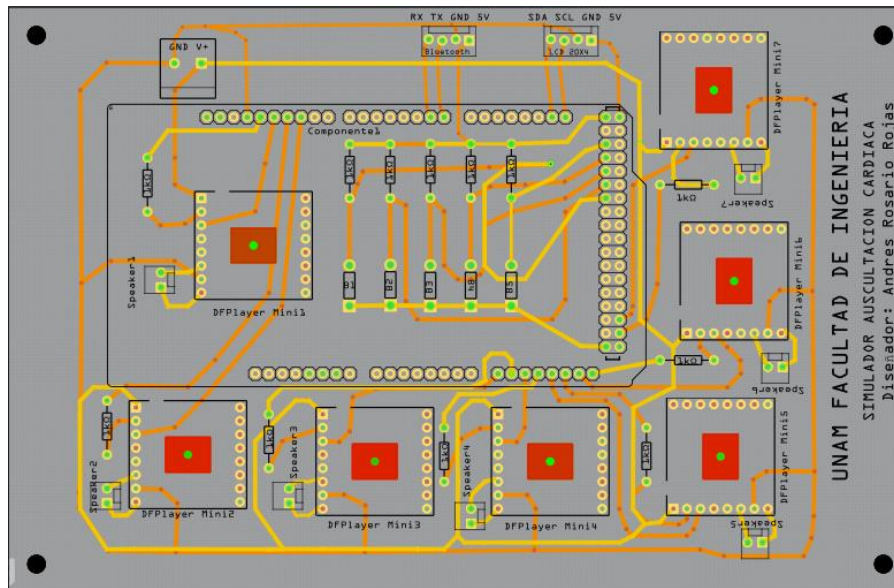 RX TX GND 5V
SDA SCL GND 5V
GND V+
Bluetooth
LCD 20X4
Componente1
1kΩ
1kΩ
1kΩ
1kΩ
1kΩ
1kΩ
DFPlayer Mini7
Speaker7
1kΩ
Speaker1
DFPlayer Mini1
B1
B2
B3
B4
B5
DFPlayer Mini6
Speaker6
1kΩ
1kΩ
Speaker2
DFPlayer Mini2
1kΩ
Speaker3
DFPlayer Mini3
1kΩ
Speaker4
DFPlayer Mini4
1kΩ
DFPlayer Mini5
Speaker5
UNAM FACULTAD DE INGENIERIA
SIMULADOR AUSCULTACION CARDIACA
Diseñador: Andres Rosario Rojas